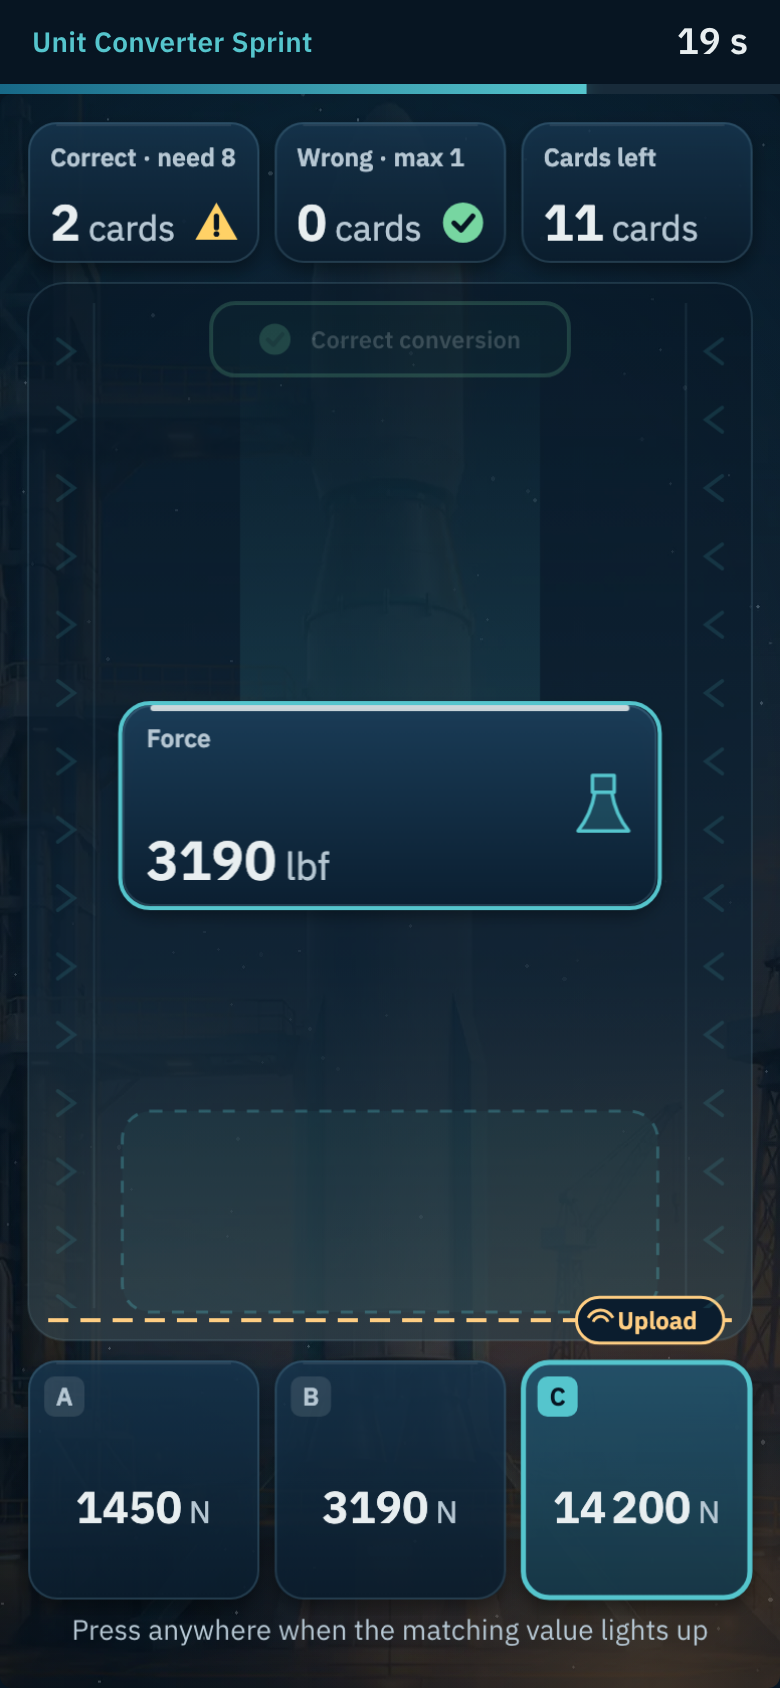 Unit Converter Sprint
19 s
Correct · need 8
2 cards
Wrong · max 1
0 cards
Cards left
11 cards
Correct conversion
Force
3190 lbf
Upload
A
1450 N
B
3190 N
C
14 200 N
Press anywhere when the matching value lights up